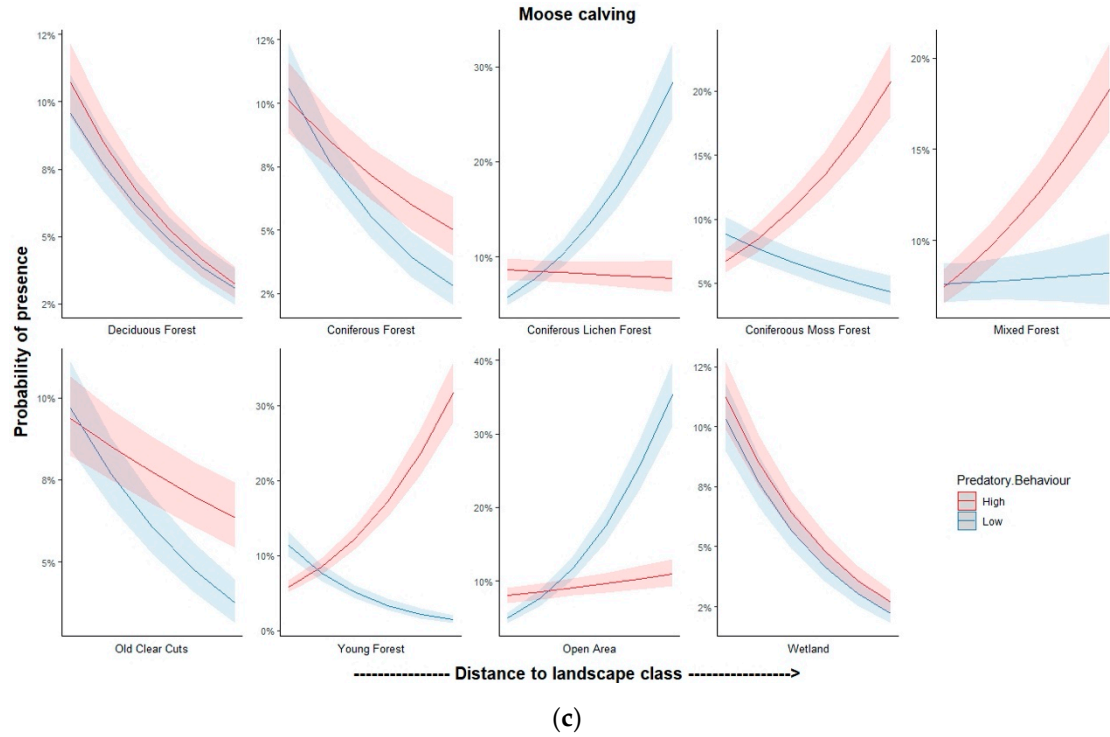 Moose calving
Probability of presence
12%
10%
8%
5%
2%
Deciduous Forest
12%
10%
8%
5%
2%
Coniferous Forest
30%
20%
10%
Coniferous Lichen Forest
20%
15%
10%
5%
Coniferoous Moss Forest
20%
15%
10%
Mixed Forest
10%
8%
5%
Old Clear Cuts
30%
20%
10%
0%
Young Forest
40%
30%
20%
10%
Open Area
12%
10%
8%
5%
2%
Wetland
Predatory.Behaviour
High
Low
---------------- Distance to landscape class ----------------->
(c)